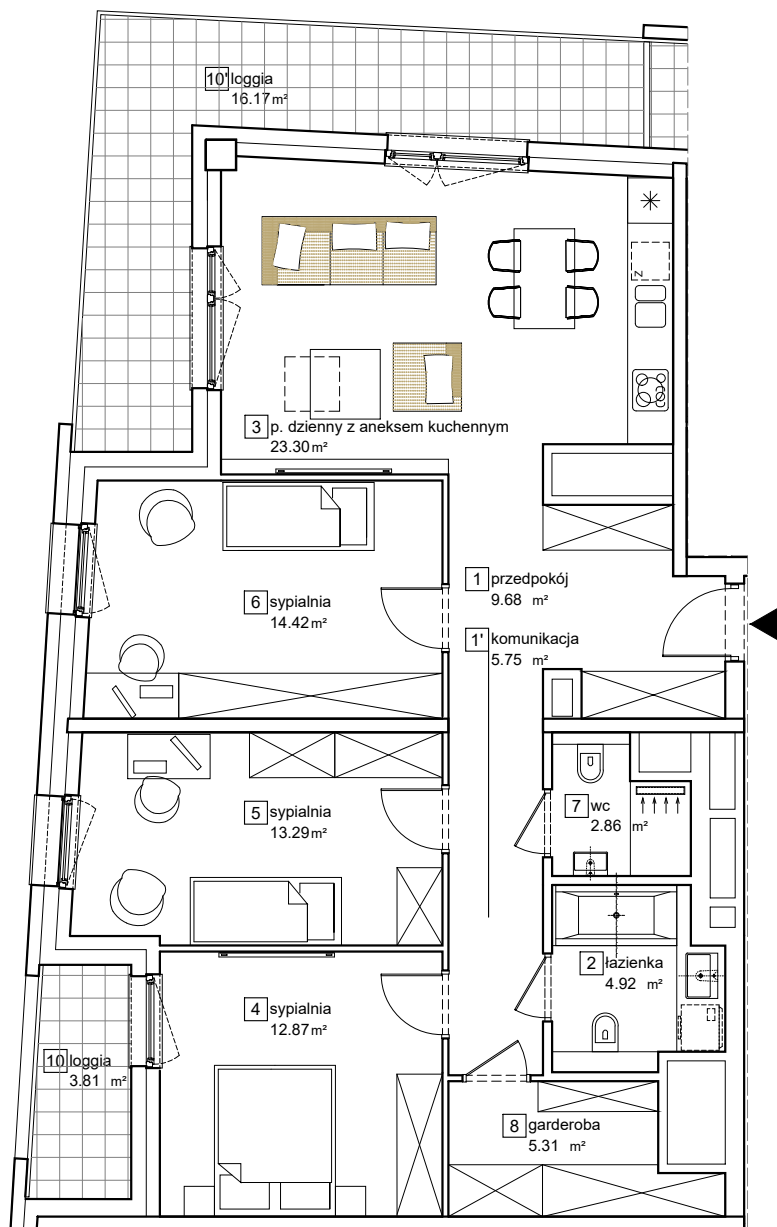 10' loggia
16.17 m²
Z
3 p. dzienny z aneksem kuchennym
23.30 m²
1 przedpokój
9.68 m²
6 sypialnia
14.42 m²
1' komunikacja
5.75 m²
5 sypialnia
13.29 m²
7 wc
2.86 m²
2 łazienka
4.92 m²
4 sypialnia
12.87 m²
10 loggia
3.81 m²
8 garderoba
5.31 m²